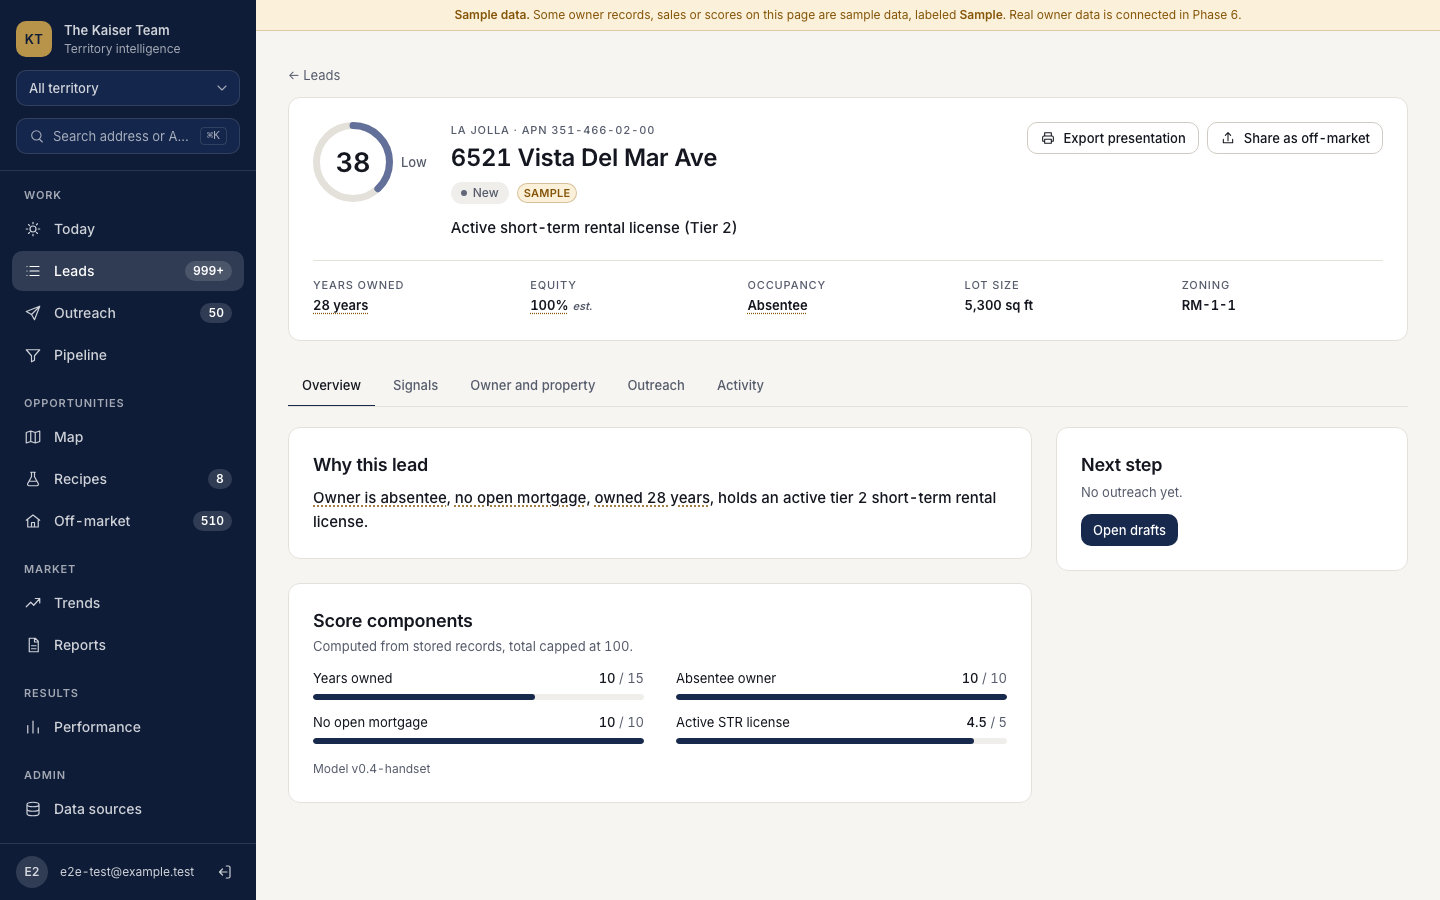 KT
The Kaiser Team
Territory intelligence
All territory
Search address or A... ⌘K
WORK
Today
Leads 999+
Outreach 50
Pipeline
OPPORTUNITIES
Map
Recipes 8
Off-market 510
MARKET
Trends
Reports
RESULTS
Performance
ADMIN
Data sources
E2 e2e-test@example.test
Sample data. Some owner records, sales or scores on this page are sample data, labeled Sample. Real owner data is connected in Phase 6.
← Leads
38 Low
LA JOLLA · APN 351-466-02-00
6521 Vista Del Mar Ave
New SAMPLE
Active short-term rental license (Tier 2)
Export presentation Share as off-market
YEARS OWNED EQUITY OCCUPANCY LOT SIZE ZONING
28 years 100% est. Absentee 5,300 sq ft RM-1-1
Overview Signals Owner and property Outreach Activity
Why this lead
Owner is absentee, no open mortgage, owned 28 years, holds an active tier 2 short-term rental
license.
Next step
No outreach yet.
Open drafts
Score components
Computed from stored records, total capped at 100.
Years owned 10 / 15 Absentee owner 10 / 10
No open mortgage 10 / 10 Active STR license 4.5 / 5
Model v0.4-handset